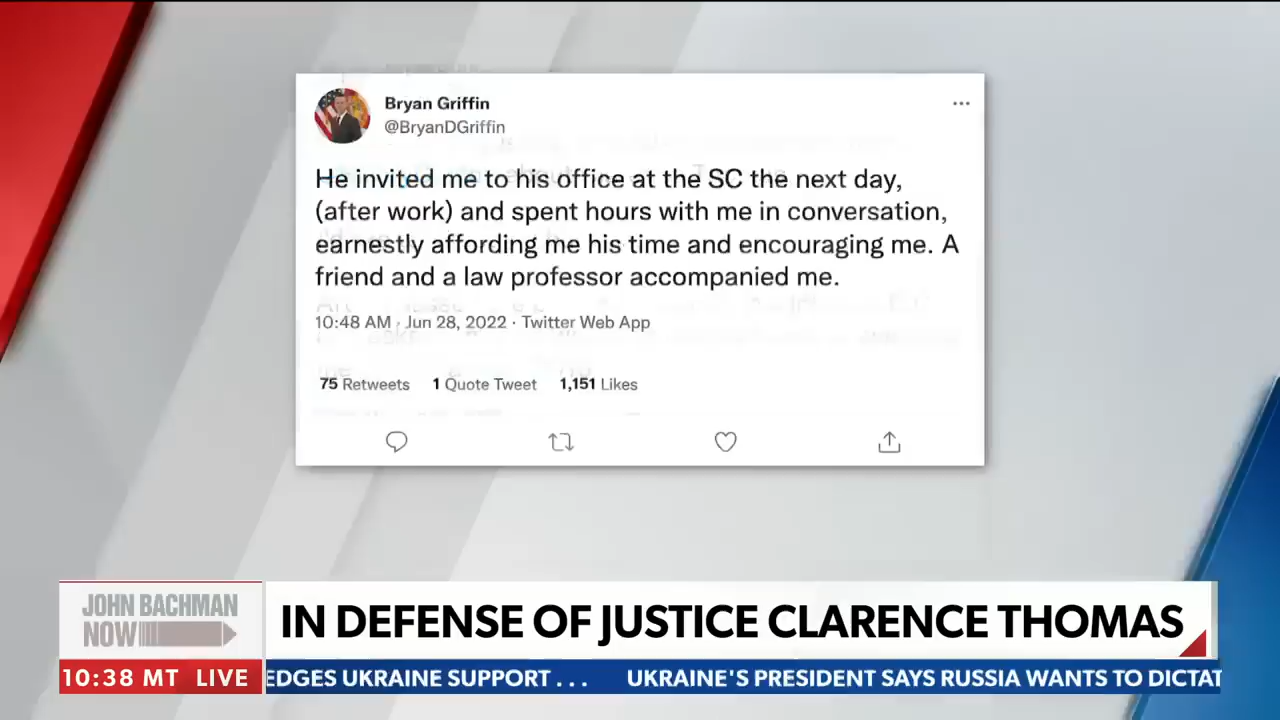 Bryan Griffin
@BryanDGriffin
He invited me to his office at the SC the next day,
(after work) and spent hours with me in conversation,
earnestly affording me his time and encouraging me. A
friend and a law professor accompanied me.
10:48 AM · Jun 28, 2022 · Twitter Web App
75 Retweets 1 Quote Tweet 1,151 Likes
JOHN BACHMAN
NOW
IN DEFENSE OF JUSTICE CLARENCE THOMAS
10:38 MT LIVE
EDGES UKRAINE SUPPORT . . . UKRAINE'S PRESIDENT SAYS RUSSIA WANTS TO DICTAT